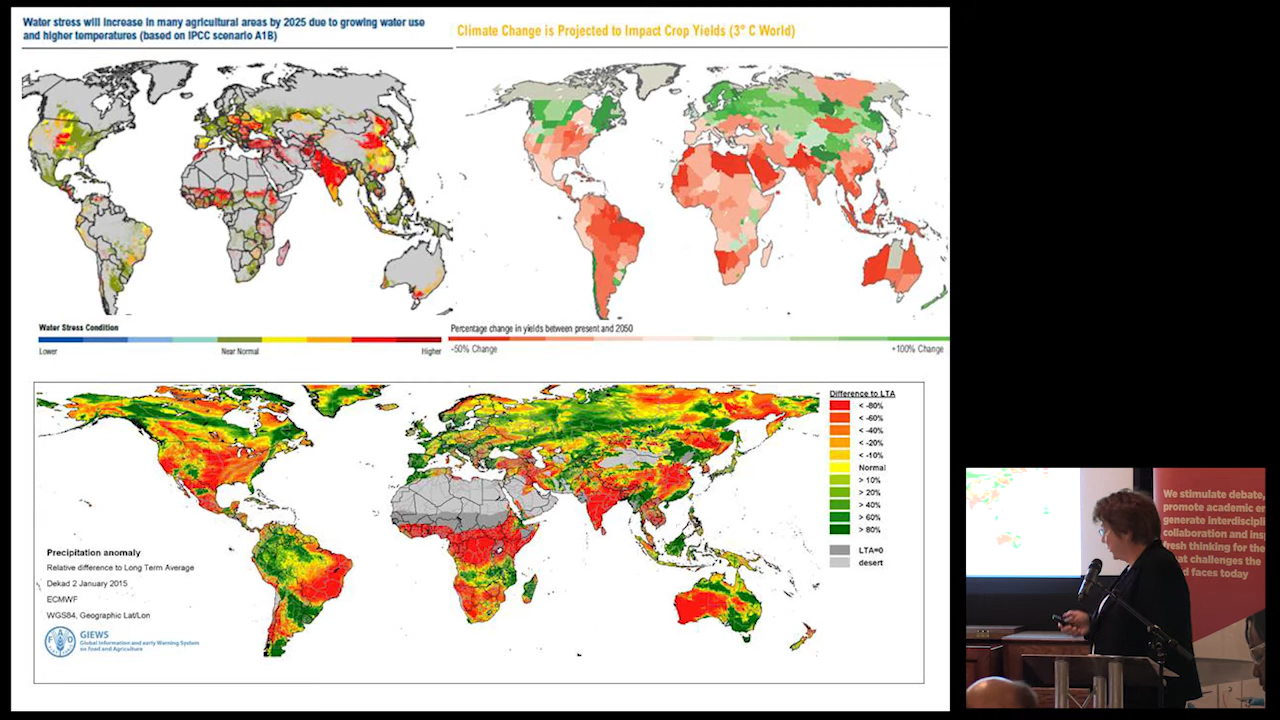 Water stress will increase in many agricultural areas by 2025 due to growing water use
and higher temperatures (based on IPCC scenario A1B)
Climate Change is Projected to Impact Crop Yields (3° C World)
Water Stress Condition
Lower
Near Normal
Higher
Percentage change in yields between present and 2050
-50% Change
+100% Change
Difference to LTA
< -80%
< -60%
< -40%
< -20%
< -10%
Normal
> 10%
> 20%
> 40%
> 60%
> 80%
LTA=0
desert
Precipitation anomaly
Relative difference to Long Term Average
Dekad 2 January 2015
ECMWF
WGS84, Geographic Lat/Lon
GIEWS
Global Information and early Warning System
on Food and Agriculture
We stimulate debate,
promote academic
generate
collaboration and
fresh thinking for the
challenges the
faces today